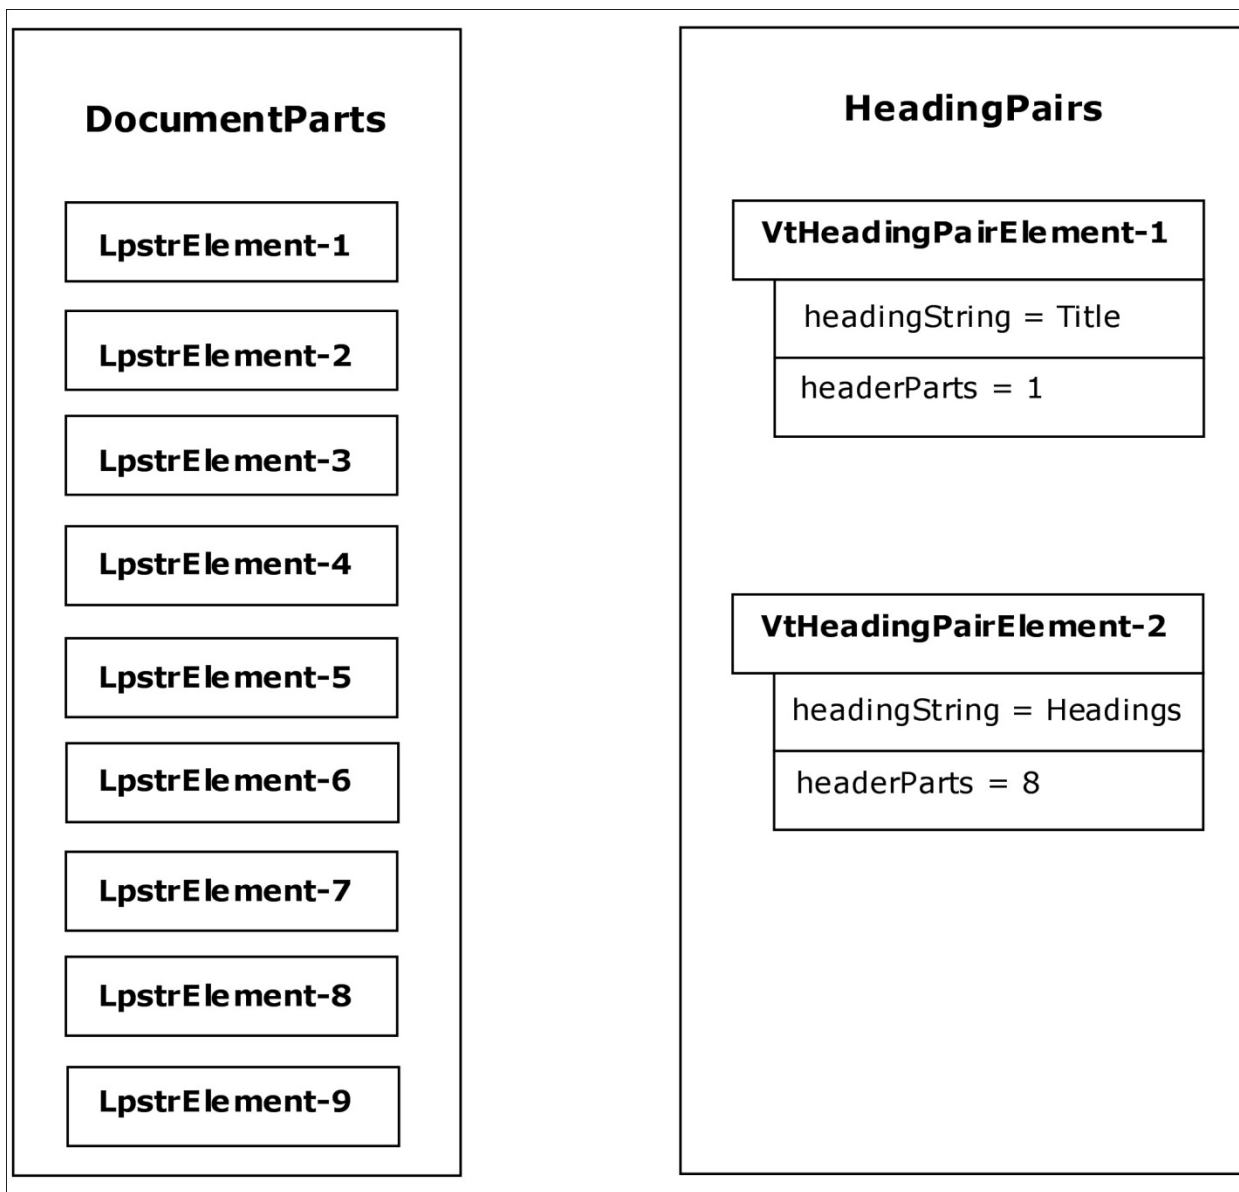 DocumentParts
LpstrElement-1
LpstrElement-2
LpstrElement-3
LpstrElement-4
LpstrElement-5
LpstrElement-6
LpstrElement-7
LpstrElement-8
LpstrElement-9
HeadingPairs
VtHeadingPairElement-1
headingString = Title
headerParts = 1
VtHeadingPairElement-2
headingString = Headings
headerParts = 8